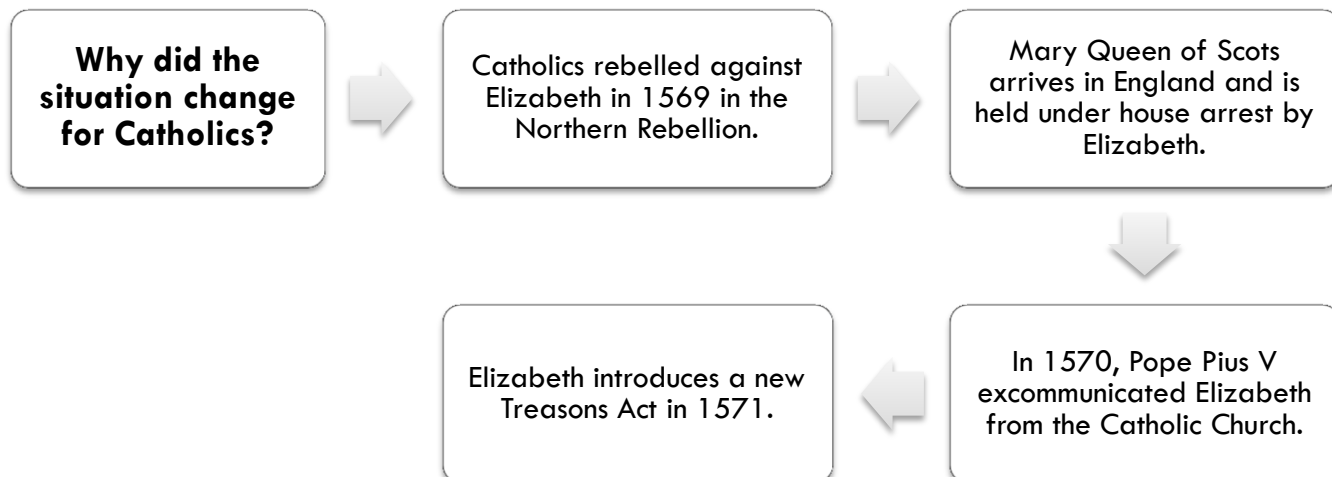 Why did the
situation change
for Catholics?
Catholics rebelled against
Elizabeth in 1569 in the
Northern Rebellion.
Mary Queen of Scots
arrives in England and is
held under house arrest by
Elizabeth.
In 1570, Pope Pius V
excommunicated Elizabeth
from the Catholic Church.
Elizabeth introduces a new
Treasons Act in 1571.